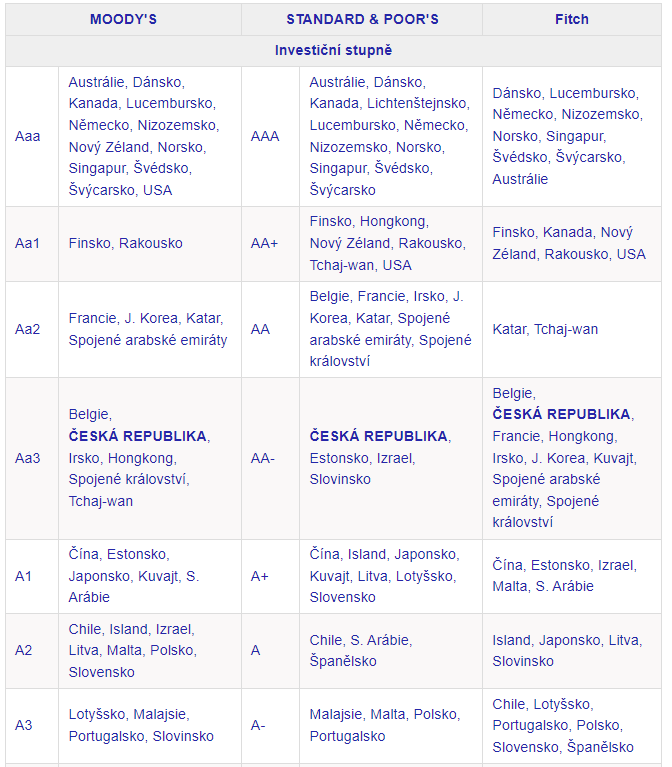 MOODY'S STANDARD & POOR'S Fitch
Investiční stupně
Aaa
Austrálie, Dánsko,
Kanada, Lucembursko,
Německo, Nizozemsko,
Nový Zéland, Norsko,
Singapur, Švédsko,
Švýcarsko, USA
AAA
Austrálie, Dánsko,
Kanada, Lichtenštejnsko,
Lucembursko, Německo,
Nizozemsko, Norsko,
Singapur, Švédsko,
Švýcarsko
Dánsko, Lucembursko,
Německo, Nizozemsko,
Norsko, Singapur,
Švédsko, Švýcarsko,
Austrálie
Aa1
Finsko, Rakousko
AA+
Finsko, Hongkong,
Nový Zéland, Rakousko,
Tchaj-wan, USA
Finsko, Kanada, Nový
Zéland, Rakousko, USA
Aa2
Francie, J. Korea, Katar,
Spojené arabské emiráty
AA
Belgie, Francie, Irsko, J.
Korea, Katar, Spojené
arabské emiráty, Spojené
království
Katar, Tchaj-wan
Aa3
Belgie,
ČESKÁ REPUBLIKA,
Irsko, Hongkong,
Spojené království,
Tchaj-wan
AA-
ČESKÁ REPUBLIKA,
Estonsko, Izrael,
Slovinsko
Belgie,
ČESKÁ REPUBLIKA,
Francie, Hongkong,
Irsko, J. Korea, Kuvajt,
Spojené arabské
emiráty, Spojené
království
A1
Čína, Estonsko,
Japonsko, Kuvajt, S.
Arábie
A+
Čína, Island, Japonsko,
Kuvajt, Litva, Lotyšsko,
Slovensko
Čína, Estonsko, Izrael,
Malta, S. Arábie
A2
Chile, Island, Izrael,
Litva, Malta, Polsko,
Slovensko
A
Chile, S. Arábie,
Španělsko
Island, Japonsko, Litva,
Slovinsko
A3
Lotyšsko, Malajsie,
Portugalsko, Slovinsko
A-
Malajsie, Malta, Polsko,
Portugalsko
Chile, Lotyšsko,
Portugalsko, Polsko,
Slovensko, Španělsko